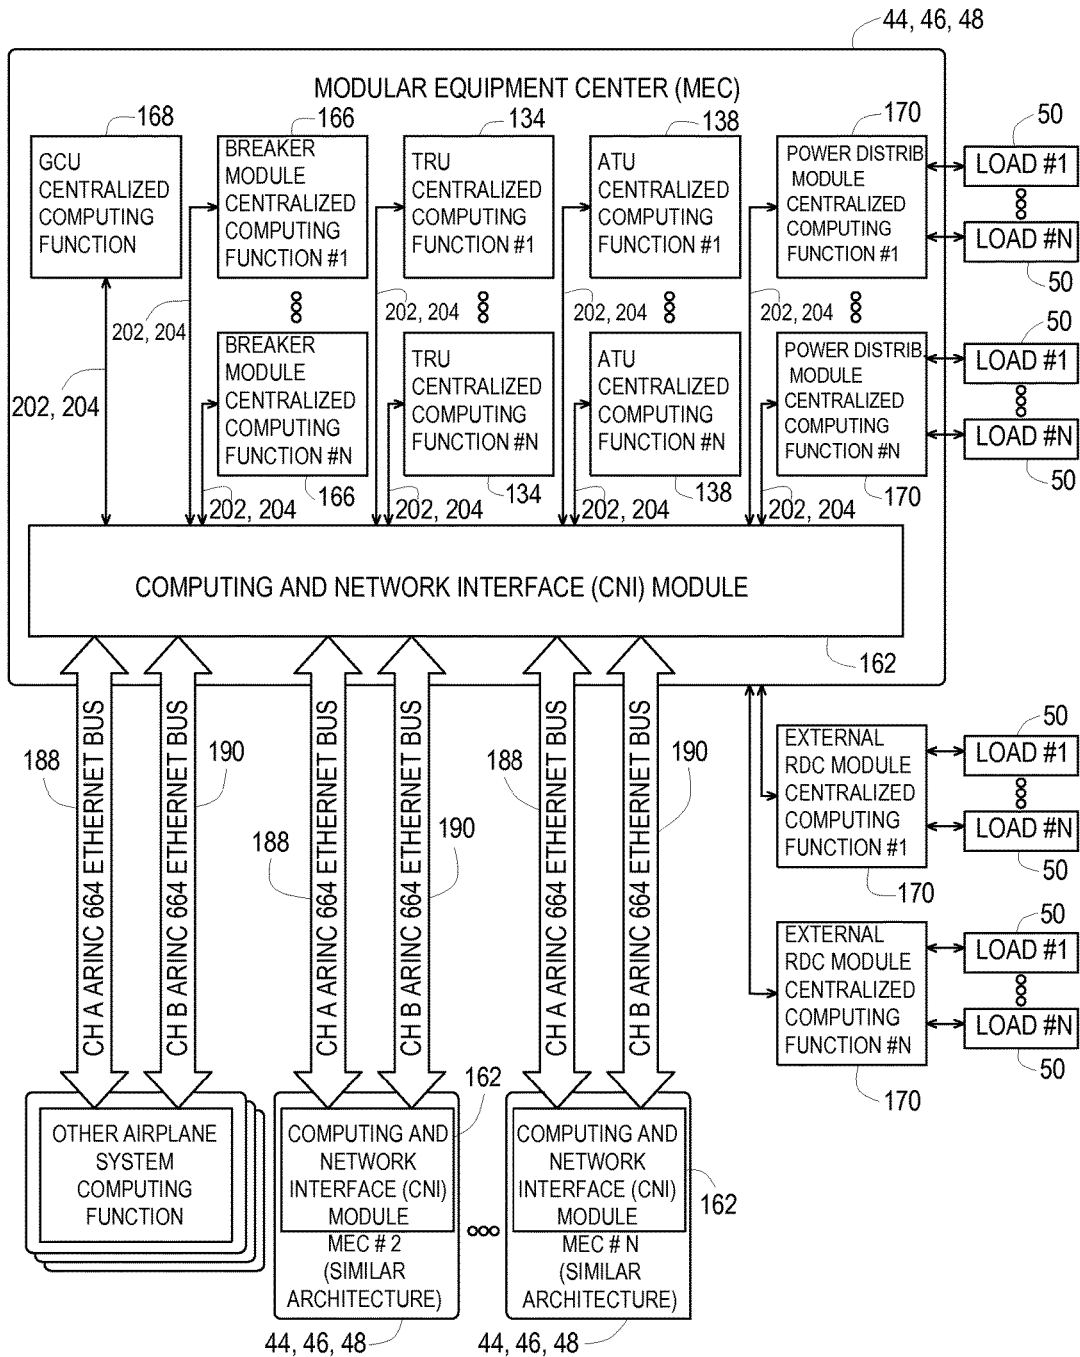 44, 46, 48
MODULAR EQUIPMENT CENTER (MEC)
168
GCU
CENTRALIZED
COMPUTING
FUNCTION
166
BREAKER
MODULE
CENTRALIZED
COMPUTING
FUNCTION #1
134
TRU
CENTRALIZED
COMPUTING
FUNCTION #1
138
ATU
CENTRALIZED
COMPUTING
FUNCTION #1
170
POWER DISTRIB.
MODULE
CENTRALIZED
COMPUTING
FUNCTION #1
50
LOAD #1
LOAD #N
50
202, 204
202, 204
202, 204
202, 204
202, 204
BREAKER
MODULE
CENTRALIZED
COMPUTING
FUNCTION #N
166
TRU
CENTRALIZED
COMPUTING
FUNCTION #N
134
ATU
CENTRALIZED
COMPUTING
FUNCTION #N
138
POWER DISTRIB.
MODULE
CENTRALIZED
COMPUTING
FUNCTION #N
170
50
LOAD #1
LOAD #N
50
202, 204
202, 204
202, 204
202, 204
COMPUTING AND NETWORK INTERFACE (CNI) MODULE
162
188
CH A ARINC 664 ETHERNET BUS
CH B ARINC 664 ETHERNET BUS
190
188
CH A ARINC 664 ETHERNET BUS
CH B ARINC 664 ETHERNET BUS
190
188
CH A ARINC 664 ETHERNET BUS
CH B ARINC 664 ETHERNET BUS
190
EXTERNAL
RDC MODULE
CENTRALIZED
COMPUTING
FUNCTION #1
170
50
LOAD #1
LOAD #N
50
EXTERNAL
RDC MODULE
CENTRALIZED
COMPUTING
FUNCTION #N
170
50
LOAD #1
LOAD #N
50
OTHER AIRPLANE
SYSTEM
COMPUTING
FUNCTION
162
COMPUTING AND
NETWORK
INTERFACE (CNI)
MODULE
MEC # 2
(SIMILAR
ARCHITECTURE)
44, 46, 48
COMPUTING AND
NETWORK
INTERFACE (CNI)
MODULE
162
MEC # N
(SIMILAR
ARCHITECTURE)
44, 46, 48